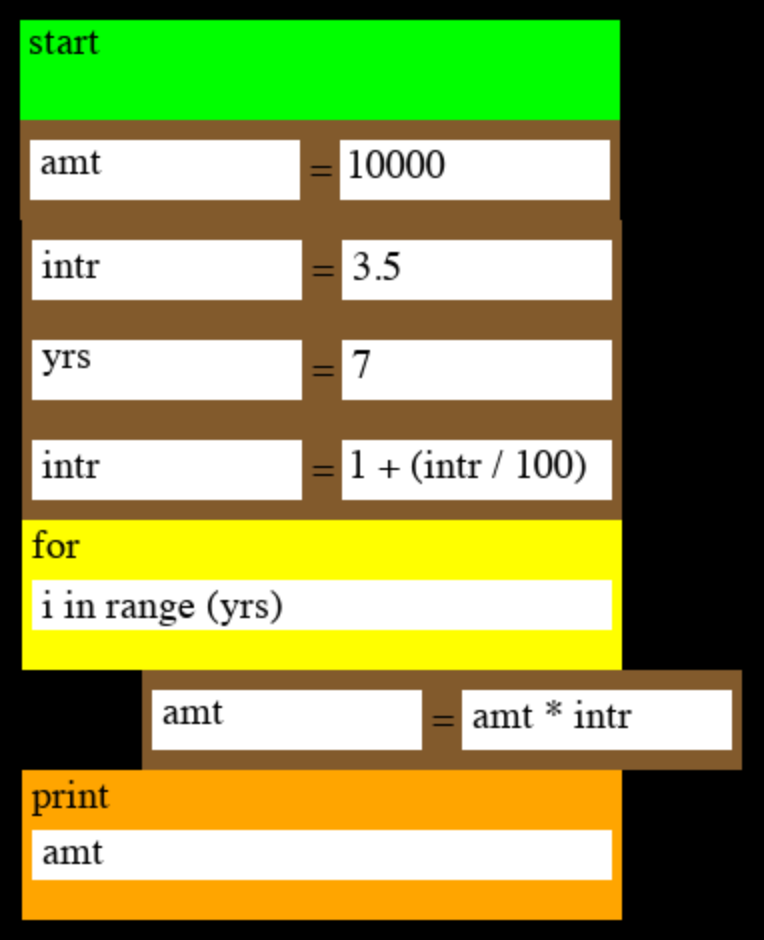 start
amt = 10000
intr = 3.5
yrs = 7
intr = 1 + (intr / 100)
for
i in range (yrs)
amt = amt * intr
print
amt